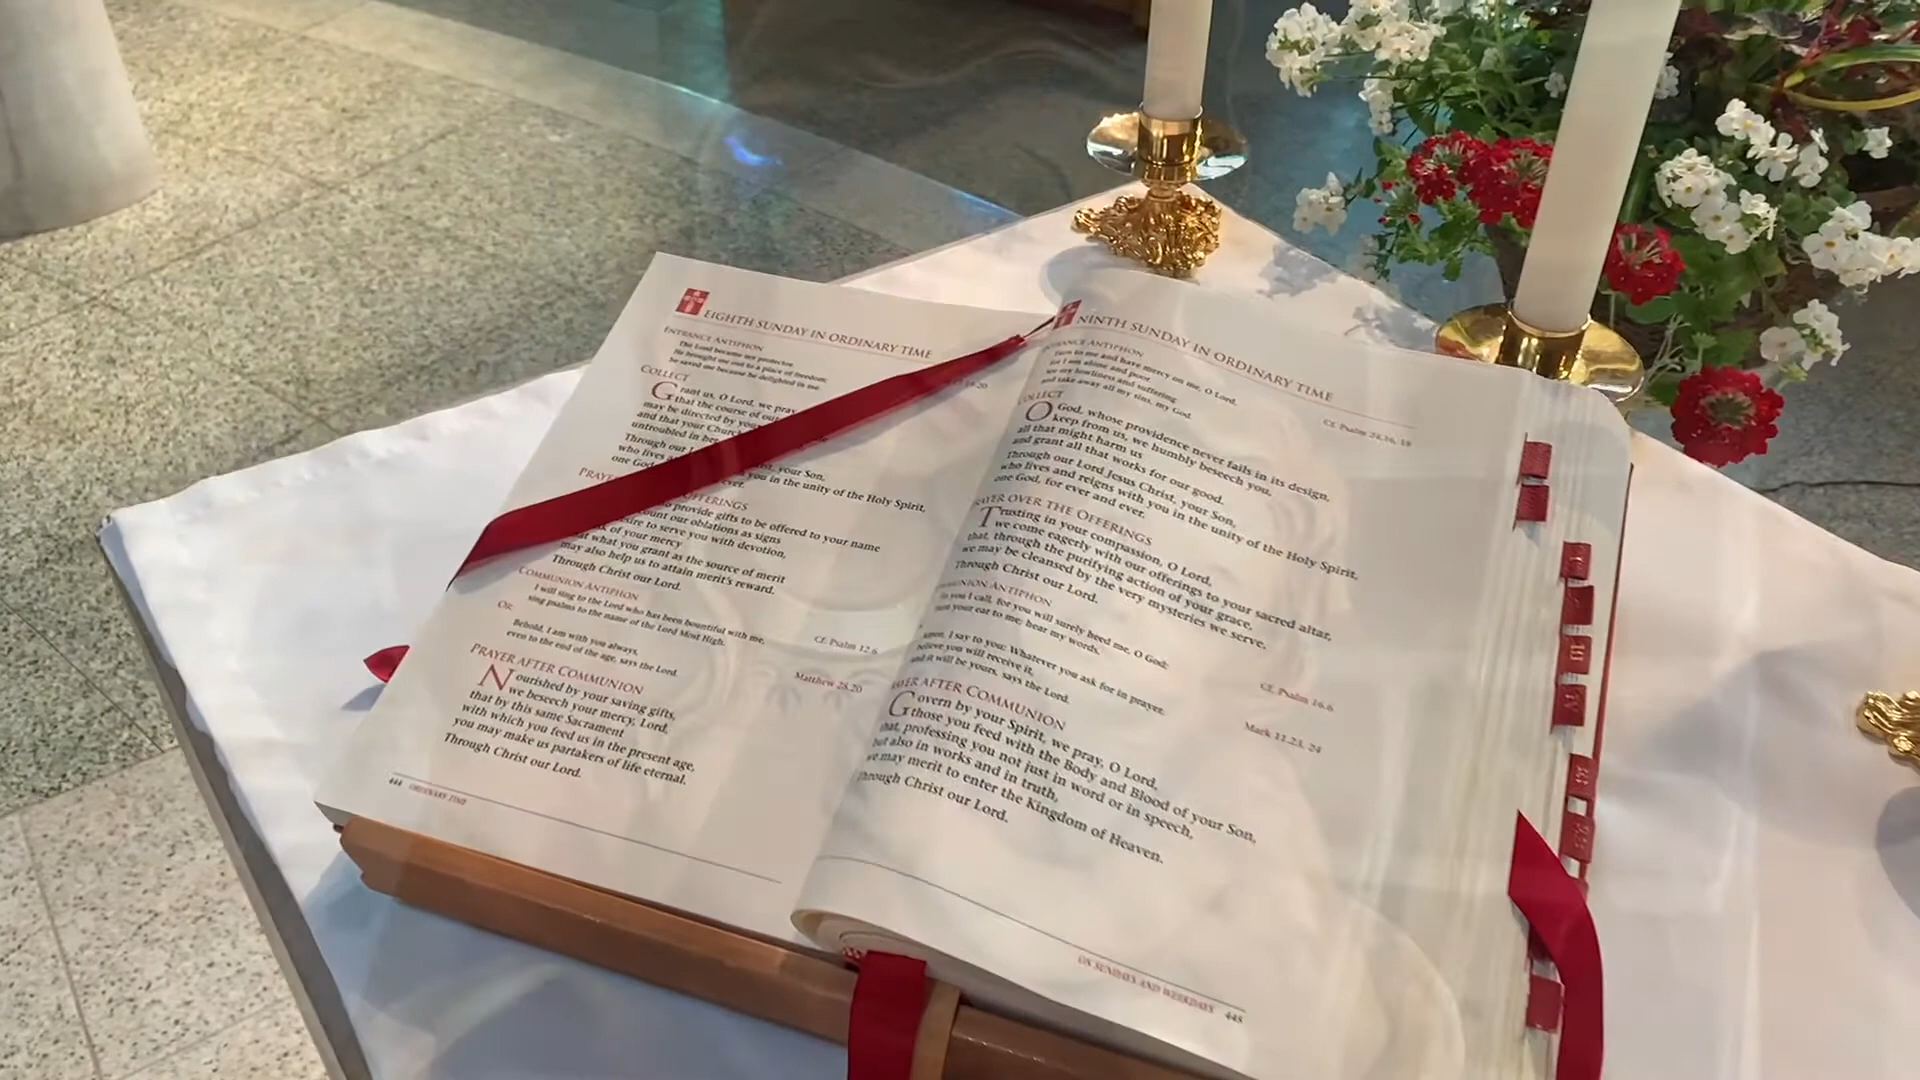 EIGHTH SUNDAY IN ORDINARY TIME
ENTRANCE ANTIPHON
The Lord became my protector.
He brought me out to a place of freedom;
he saved me because he delighted in me.
COLLECT
Grant us, O Lord, we pray
that the course of our
may be directed by you
and that your Church
untroubled in her
Through our L st, your Son,
who lives a you in the unity of the Holy Spirit,
one God ever.
PRAYE OFFERINGS
provide gifts to be offered to your name
count our oblations as signs
sire to serve you with devotion,
of your mercy
at what you grant as the source of merit
may also help us to attain merit's reward.
Through Christ our Lord.
COMMUNION ANTIPHON
Cf. Psalm 12.6
I will sing to the Lord who has been bountiful with me,
sing psalms to the name of the Lord Most High.
Or:
Matthew 28.20
Behold, I am with you always,
even to the end of the age, says the Lord.
PRAYER AFTER COMMUNION
Nourished by your saving gifts,
we beseech your mercy, Lord,
that by this same Sacrament
with which you feed us in the present age,
you may make us partakers of life eternal.
Through Christ our Lord.
444 ORDINARY TIME
NINTH SUNDAY IN ORDINARY TIME
ENTRANCE ANTIPHON
Cf. Psalm 24.16, 18
Turn to me and have mercy on me, O Lord,
for I am alone and poor.
See my lowliness and suffering
and take away all my sins, my God.
COLLECT
O God, whose providence never fails in its design,
keep from us, we humbly beseech you,
all that might harm us
and grant all that works for our good.
Through our Lord Jesus Christ, your Son,
who lives and reigns with you in the unity of the Holy Spirit,
one God, for ever and ever.
AYER OVER THE OFFERINGS
Trusting in your compassion, O Lord,
we come eagerly with our offerings to your sacred altar,
that, through the purifying action of your grace,
we may be cleansed by the very mysteries we serve.
Through Christ our Lord.
MUNION ANTIPHON
Cf. Psalm 16.6
To you I call, for you will surely heed me, O God;
turn your ear to me; hear my words.
Mark 11.23, 24
Amen, I say to you: Whatever you ask for in prayer,
believe you will receive it,
and it will be yours, says the Lord.
AYER AFTER COMMUNION
Govern by your Spirit, we pray, O Lord,
those you feed with the Body and Blood of your Son,
that, professing you not just in word or in speech,
but also in works and in truth,
we may merit to enter the Kingdom of Heaven.
Through Christ our Lord.
ON SUNDAYS AND WEEKDAYS 445
III
IV